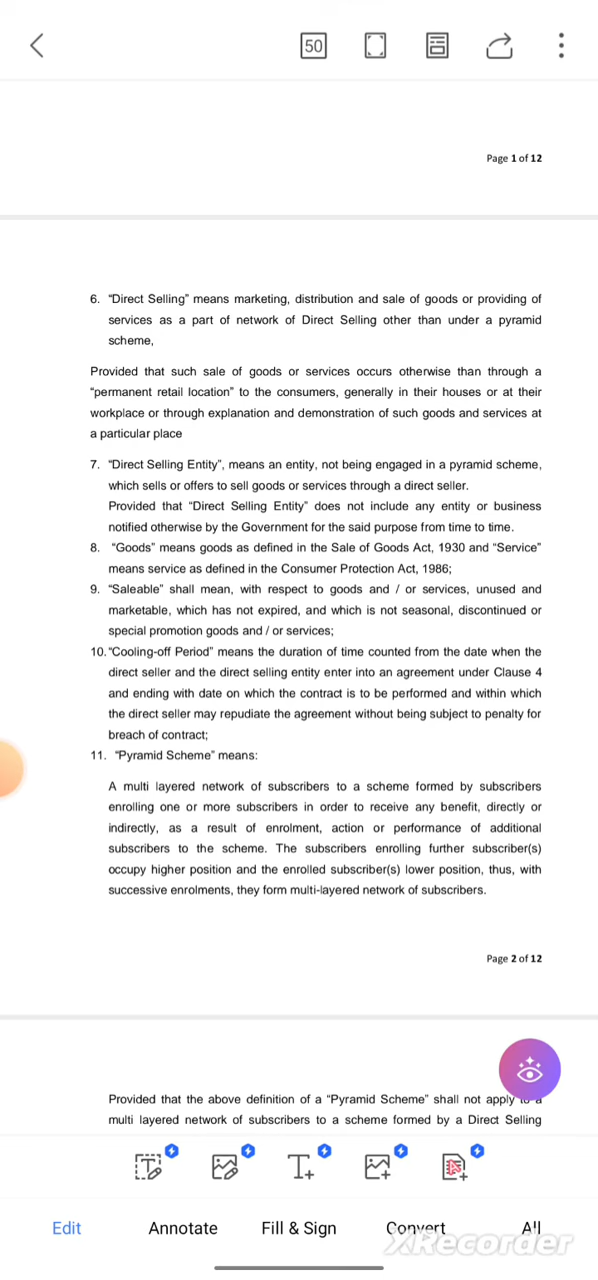 50
Page 1 of 12
6. “Direct Selling” means marketing, distribution and sale of goods or providing of
services as a part of network of Direct Selling other than under a pyramid
scheme,
Provided that such sale of goods or services occurs otherwise than through a
“permanent retail location” to the consumers, generally in their houses or at their
workplace or through explanation and demonstration of such goods and services at
a particular place
7. “Direct Selling Entity”, means an entity, not being engaged in a pyramid scheme,
which sells or offers to sell goods or services through a direct seller.
Provided that “Direct Selling Entity” does not include any entity or business
notified otherwise by the Government for the said purpose from time to time.
8. “Goods” means goods as defined in the Sale of Goods Act, 1930 and “Service”
means service as defined in the Consumer Protection Act, 1986;
9. “Saleable” shall mean, with respect to goods and / or services, unused and
marketable, which has not expired, and which is not seasonal, discontinued or
special promotion goods and / or services;
10. “Cooling-off Period” means the duration of time counted from the date when the
direct seller and the direct selling entity enter into an agreement under Clause 4
and ending with date on which the contract is to be performed and within which
the direct seller may repudiate the agreement without being subject to penalty for
breach of contract;
11. “Pyramid Scheme” means:
A multi layered network of subscribers to a scheme formed by subscribers
enrolling one or more subscribers in order to receive any benefit, directly or
indirectly, as a result of enrolment, action or performance of additional
subscribers to the scheme. The subscribers enrolling further subscriber(s)
occupy higher position and the enrolled subscriber(s) lower position, thus, with
successive enrolments, they form multi-layered network of subscribers.
Page 2 of 12
Provided that the above definition of a “Pyramid Scheme” shall not apply to a
multi layered network of subscribers to a scheme formed by a Direct Selling
Edit Annotate Fill & Sign Convert All
XRecorder